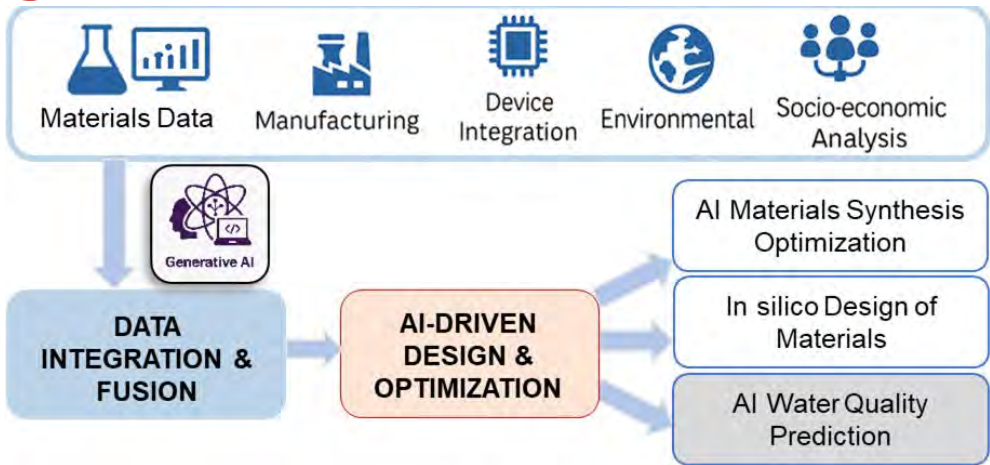 Materials Data
Manufacturing
Device
Integration
Environmental
Socio-economic
Analysis
Generative AI
DATA
INTEGRATION &
FUSION
AI-DRIVEN
DESIGN &
OPTIMIZATION
AI Materials Synthesis
Optimization
In silico Design of
Materials
AI Water Quality
Prediction